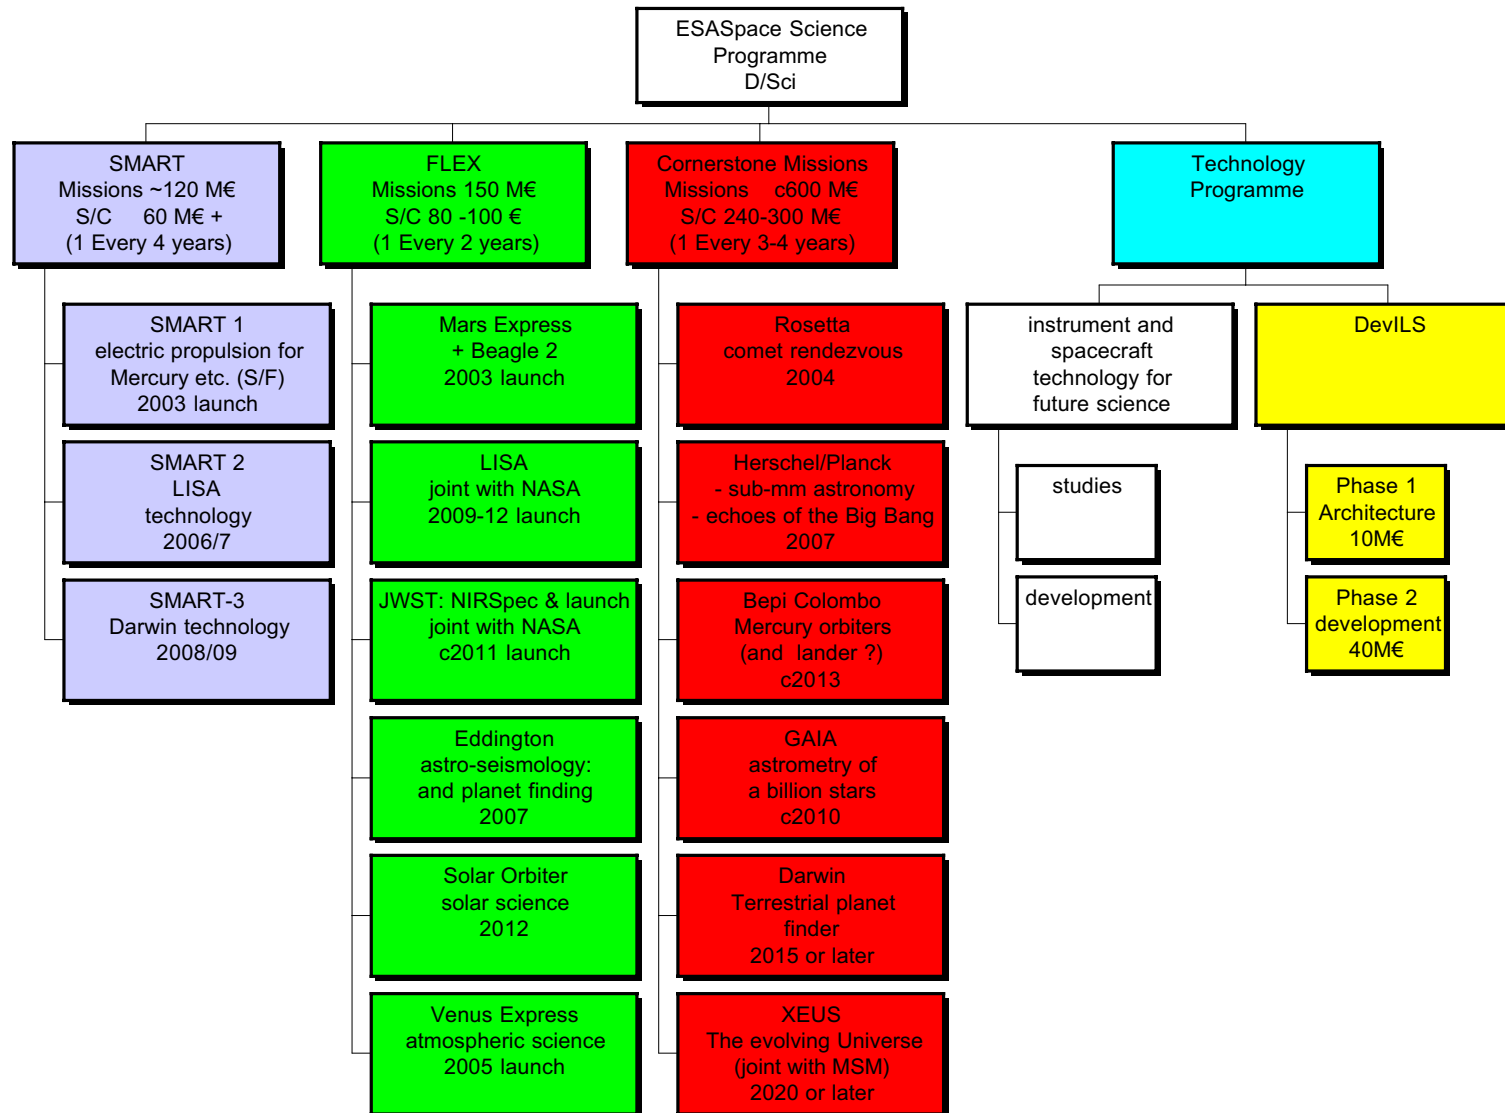 ESASpace Science
Programme
D/Sci
SMART
Missions ~120 M€
S/C 60 M€ +
(1 Every 4 years)
FLEX
Missions 150 M€
S/C 80 -100 €
(1 Every 2 years)
Cornerstone Missions
Missions c600 M€
S/C 240-300 M€
(1 Every 3-4 years)
Technology
Programme
SMART 1
electric propulsion for
Mercury etc. (S/F)
2003 launch
SMART 2
LISA
technology
2006/7
SMART-3
Darwin technology
2008/09
Mars Express
+ Beagle 2
2003 launch
LISA
joint with NASA
2009-12 launch
JWST: NIRSpec & launch
joint with NASA
c2011 launch
Eddington
astro-seismology:
and planet finding
2007
Solar Orbiter
solar science
2012
Venus Express
atmospheric science
2005 launch
Rosetta
comet rendezvous
2004
Herschel/Planck
- sub-mm astronomy
- echoes of the Big Bang
2007
Bepi Colombo
Mercury orbiters
(and lander ?)
c2013
GAIA
astrometry of
a billion stars
c2010
Darwin
Terrestrial planet
finder
2015 or later
XEUS
The evolving Universe
(joint with MSM)
2020 or later
instrument and
spacecraft
technology for
future science
studies
development
DevILS
Phase 1
Architecture
10M€
Phase 2
development
40M€